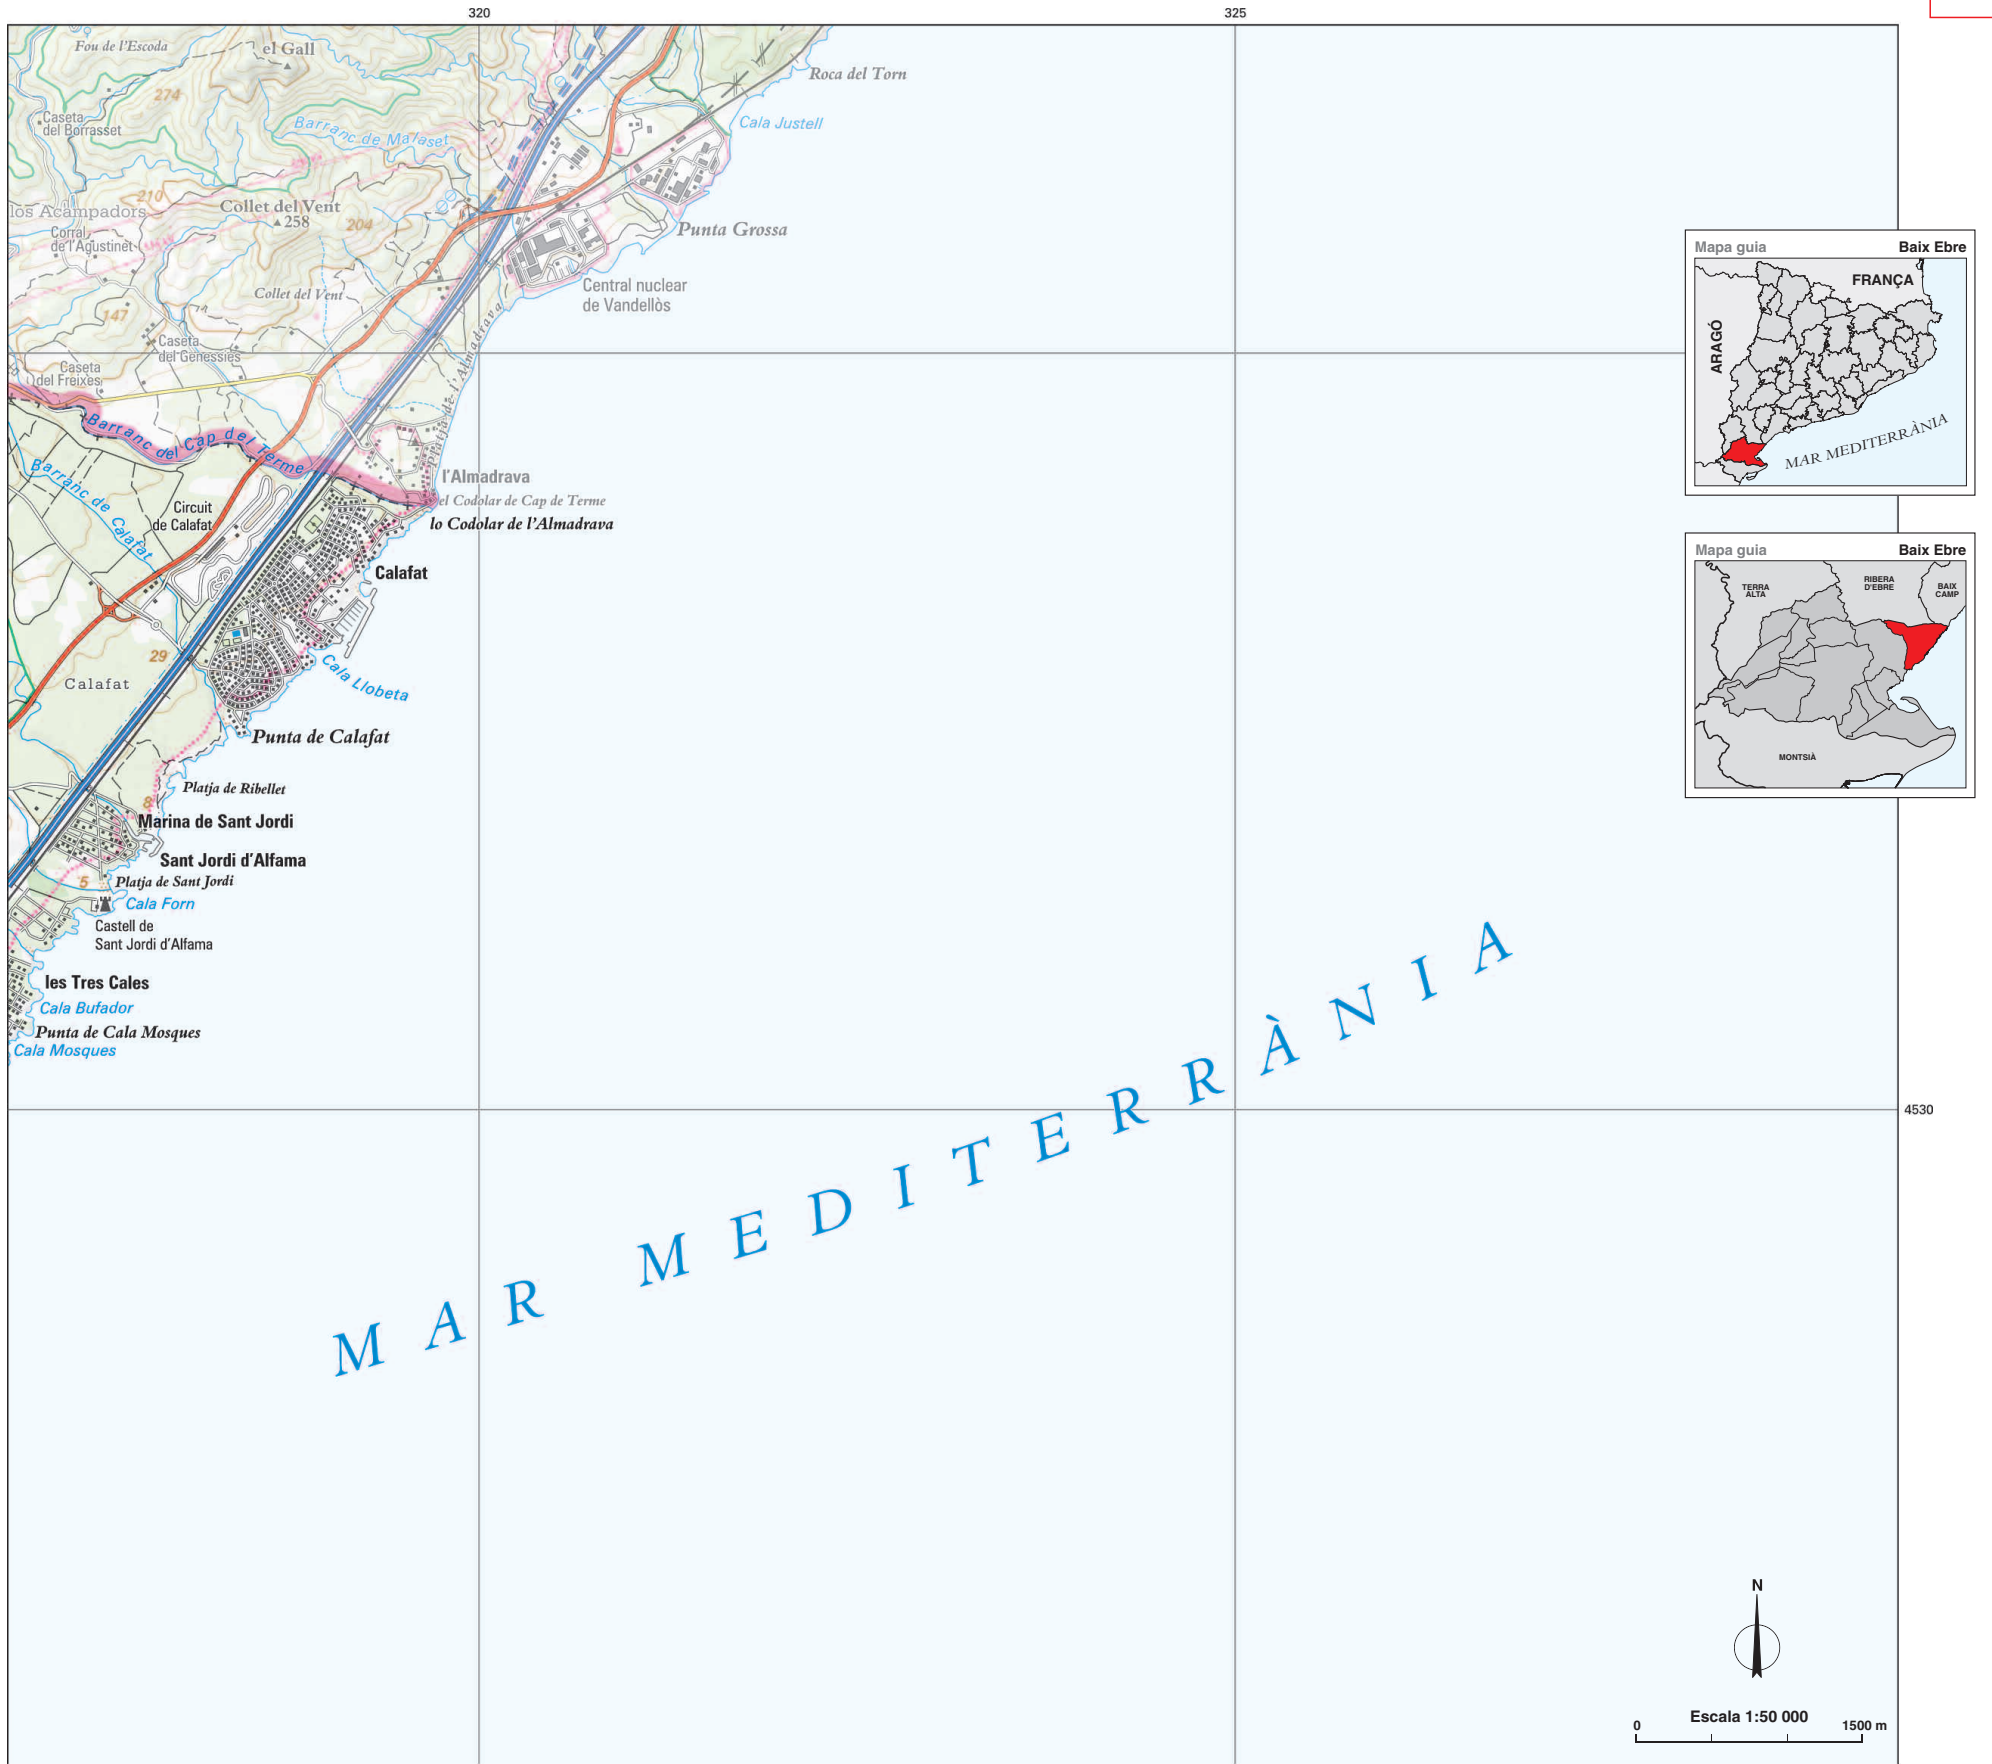 320
325
Fou de l'Escoda
el Gall
Roca del Torn
274
Caseta
del Borrasset
Barranc de Malaset
Cala Justell
210
los Acampadors
Collet del Vent
258
204
Corral
de l'Agustinet
Punta Grossa
Central nuclear
de Vandellòs
Collet del Vent
147
Caseta
del Genessies
Platja de l'Almadrava
Caseta
del Freixes
Barranc del Cap del Terme
Barranc de Calafat
l'Almadrava
el Codolar de Cap de Terme
lo Codolar de l'Almadrava
Circuit
de Calafat
Calafat
29
Calafat
Cala Llobeta
Punta de Calafat
Platja de Ribellet
8
Marina de Sant Jordi
Sant Jordi d'Alfama
5
Platja de Sant Jordi
Cala Forn
Castell de
Sant Jordi d'Alfama
les Tres Cales
Cala Bufador
Punta de Cala Mosques
Cala Mosques
4530
MAR MEDITERRÀNIA
Mapa guia
Baix Ebre
FRANÇA
ARAGÓ
MAR MEDITERRÀNIA
Mapa guia
Baix Ebre
TERRA
ALTA
RIBERA
D'EBRE
BAIX
CAMP
MONTSIÀ
N
Escala 1:50 000
0
1500 m